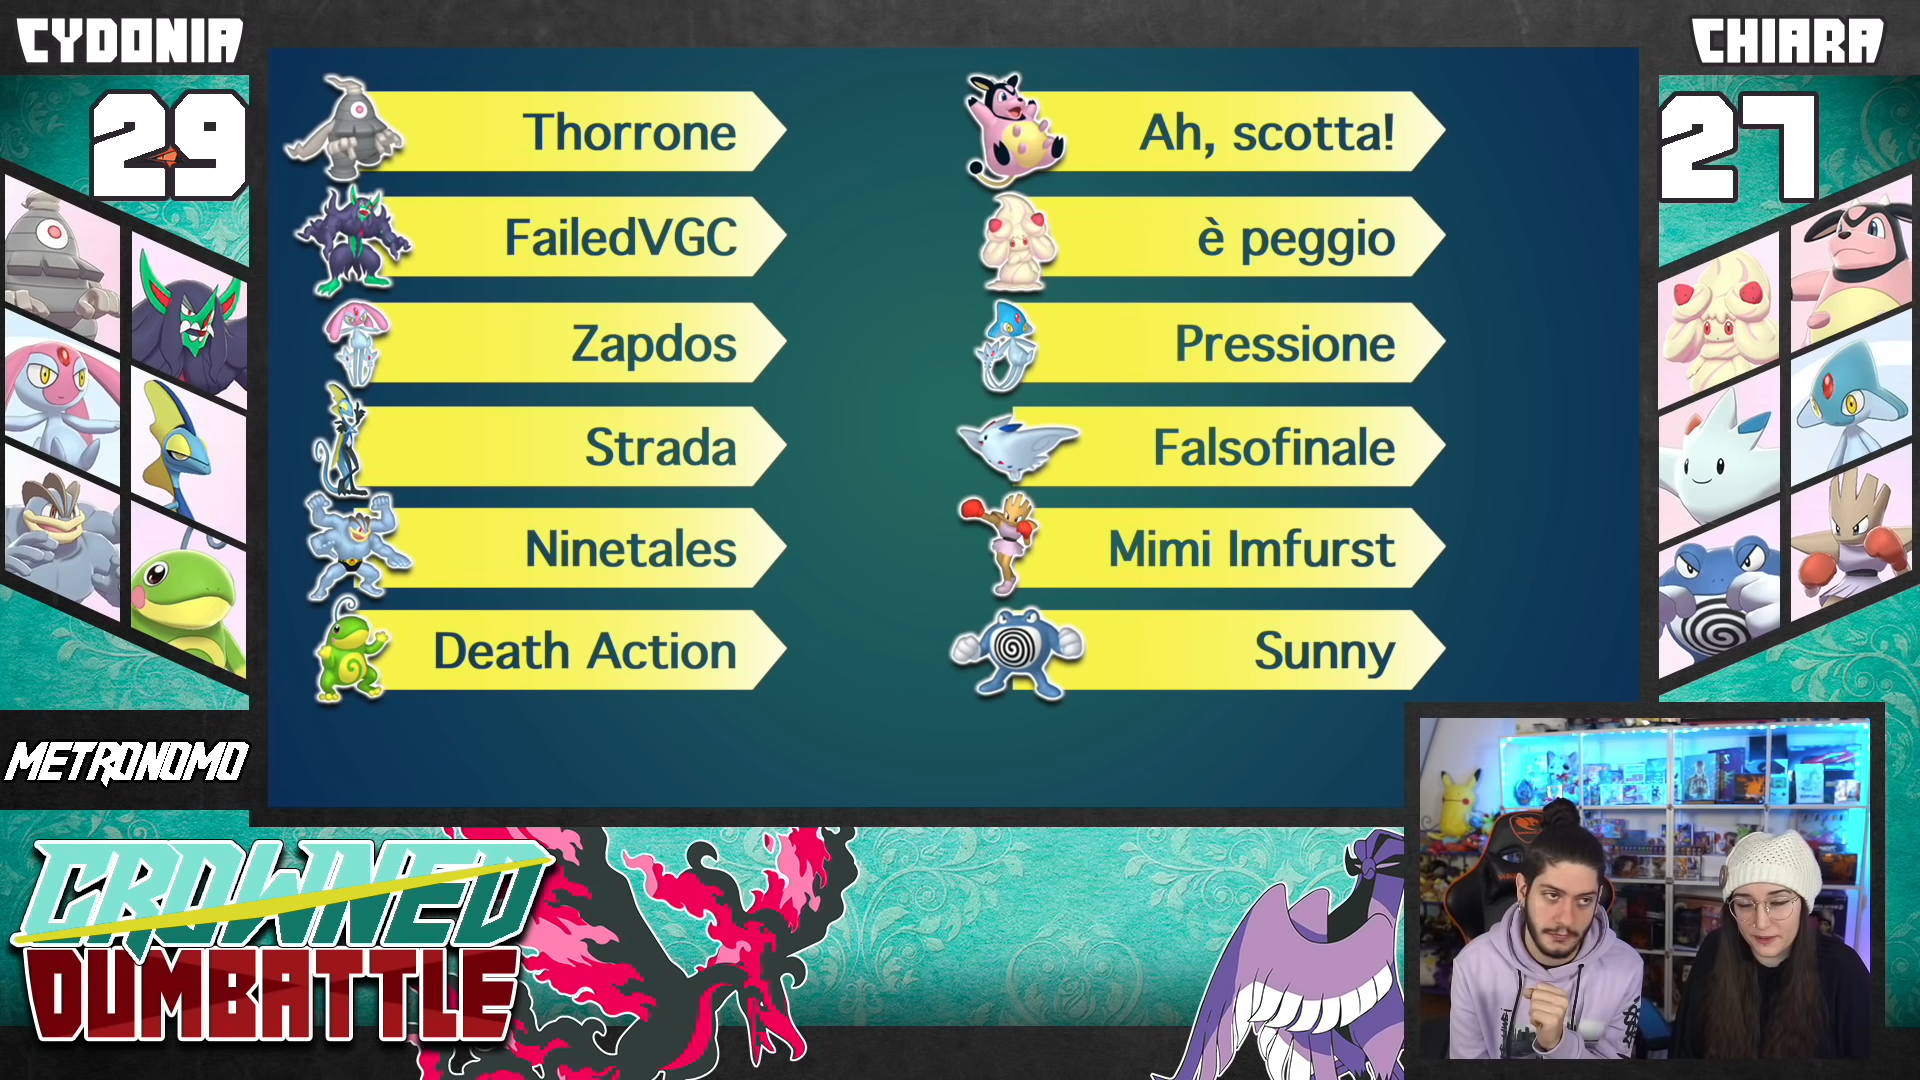 CYDONIA
CHIARA
29
27
Thorrone
Ah, scotta!
FailedVGC
è peggio
Zapdos
Pressione
Strada
Falsofinale
Ninetales
Mimi Imfurst
Death Action
Sunny
METRONOMO
CROWNED
DUMBATTLE